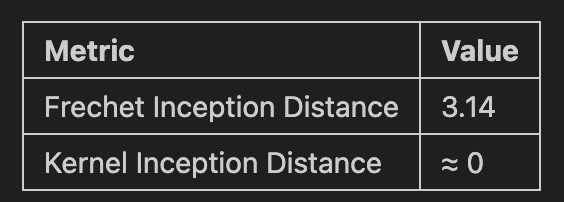 Metric Value
Frechet Inception Distance 3.14
Kernel Inception Distance ≈ 0